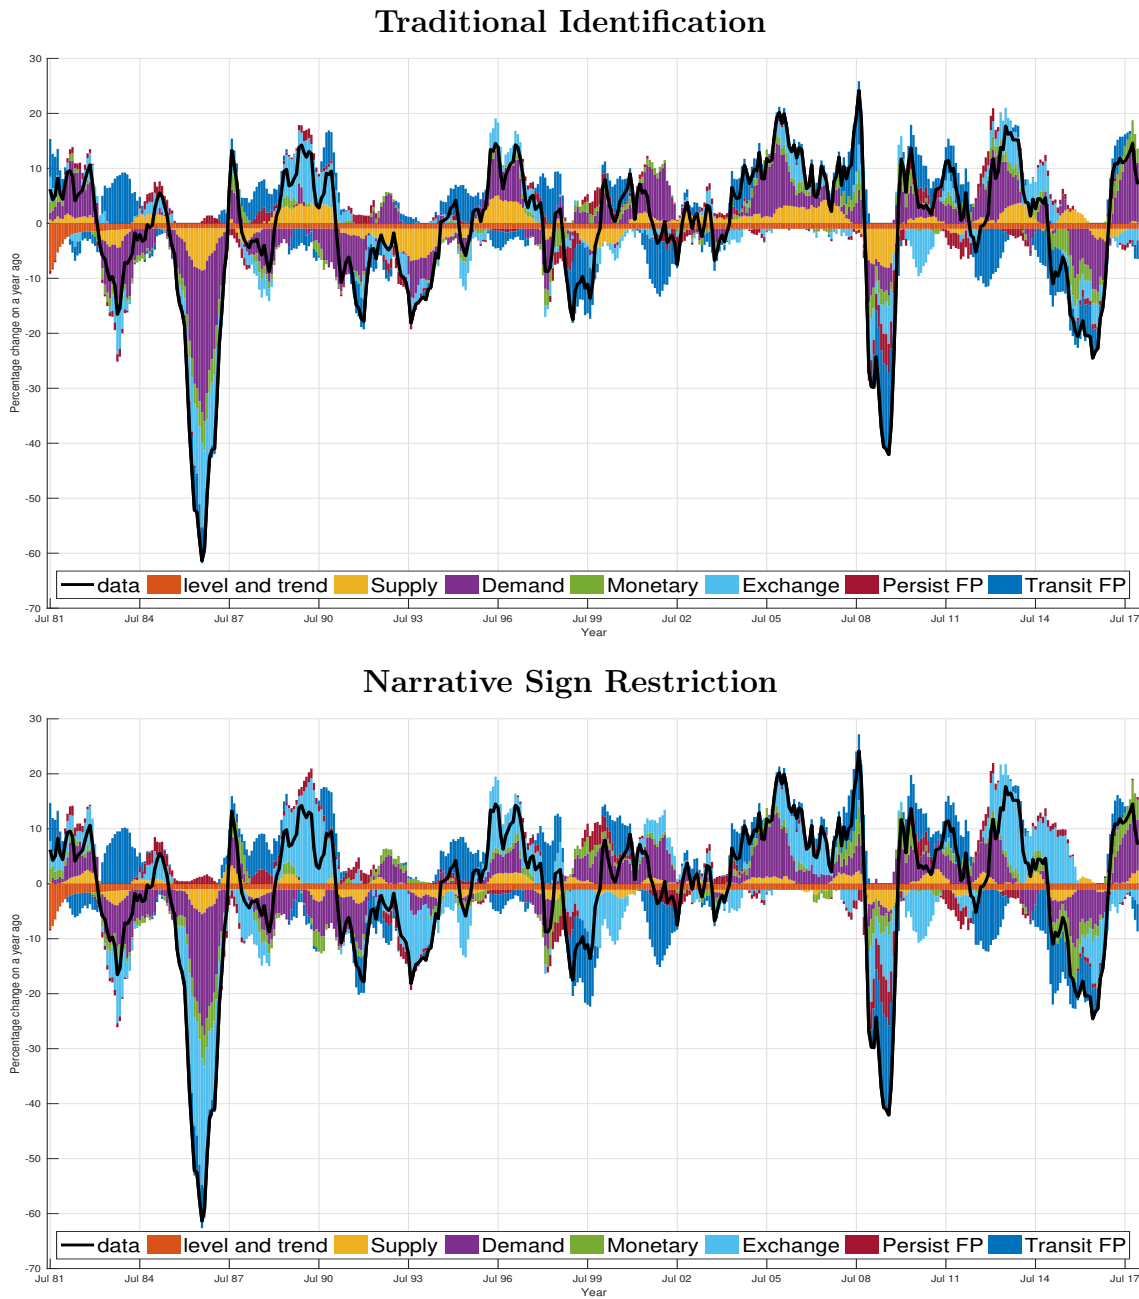 Traditional Identification
30
20
10
0
-10
-20
-30
-40
-50
-60
-70
Percentage change on a year ago
data level and trend Supply Demand Monetary Exchange Persist FP Transit FP
Jul 81 Jul 84 Jul 87 Jul 90 Jul 93 Jul 96 Jul 99 Jul 02 Jul 05 Jul 08 Jul 11 Jul 14 Jul 17
Year
Narrative Sign Restriction
30
20
10
0
-10
-20
-30
-40
-50
-60
-70
Percentage change on a year ago
data level and trend Supply Demand Monetary Exchange Persist FP Transit FP
Jul 81 Jul 84 Jul 87 Jul 90 Jul 93 Jul 96 Jul 99 Jul 02 Jul 05 Jul 08 Jul 11 Jul 14 Jul 17
Year